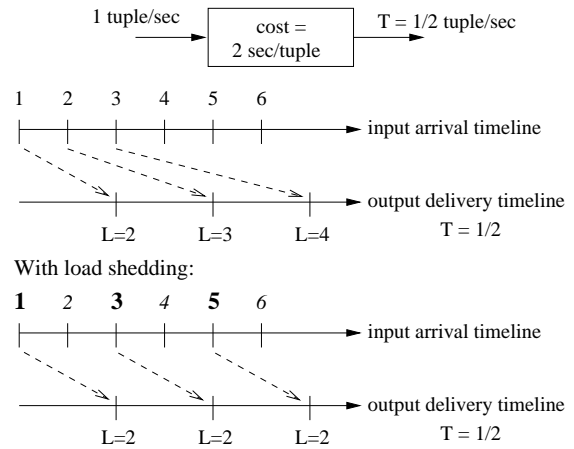 1 tuple/sec
cost =
2 sec/tuple
T = 1/2 tuple/sec
1 2 3 4 5 6
input arrival timeline
output delivery timeline
L=2 L=3 L=4
T = 1/2
With load shedding:
1 2 3 4 5 6
input arrival timeline
output delivery timeline
L=2 L=2 L=2
T = 1/2